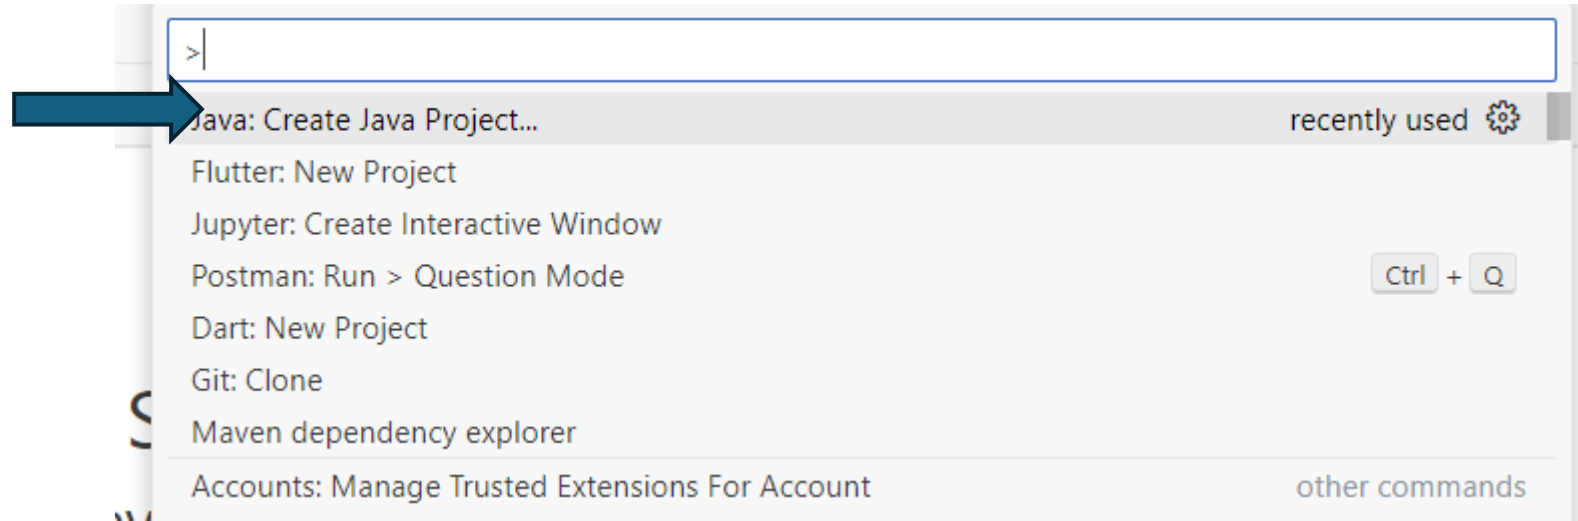 >
Java: Create Java Project... recently used
Flutter: New Project
Jupyter: Create Interactive Window
Postman: Run > Question Mode Ctrl + Q
Dart: New Project
Git: Clone
Maven dependency explorer
Accounts: Manage Trusted Extensions For Account other commands